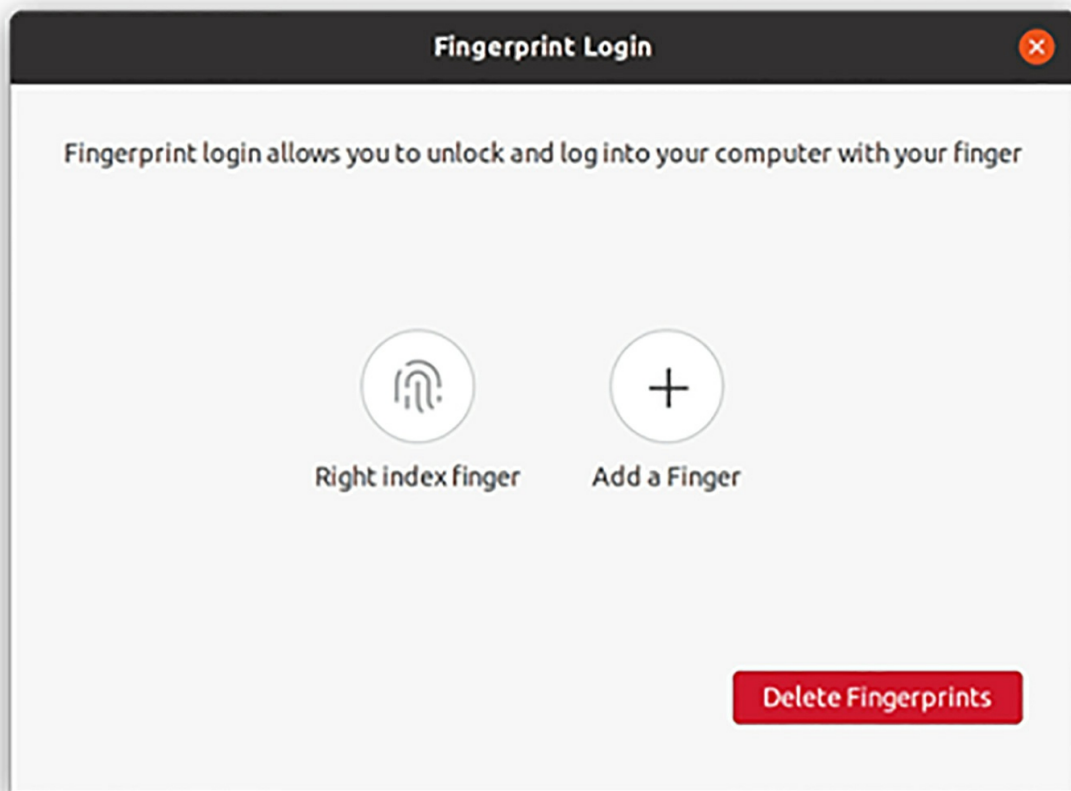 Fingerprint Login
Fingerprint login allows you to unlock and log into your computer with your finger
Right index finger
Add a Finger
Delete Fingerprints